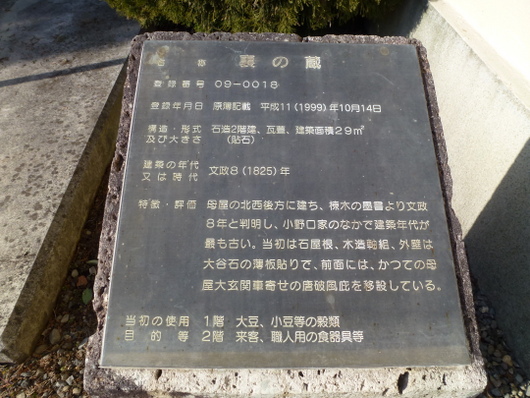 名 称 裏の蔵
登録番号 09-0018
登録年月日 原簿記載 平成11(1999)年10月14日
構造・形式 石造2階建、瓦葺、建築面積29㎡
及び大きさ (貼石)
建築の年代
又は時代 文政8(1825)年
特徴・評価 母屋の北西後方に建ち、棟木の墨書より文政
8年と判明し、小野口家のなかで建築年代が
最も古い。当初は石屋根、木造軸組、外壁は
大谷石の薄板貼りで、前面には、かつての母
屋大玄関車寄せの唐破風庇を移設している。
当初の使用 1階 大豆、小豆等の穀類
目的等 2階 来客、職人用の食器具等